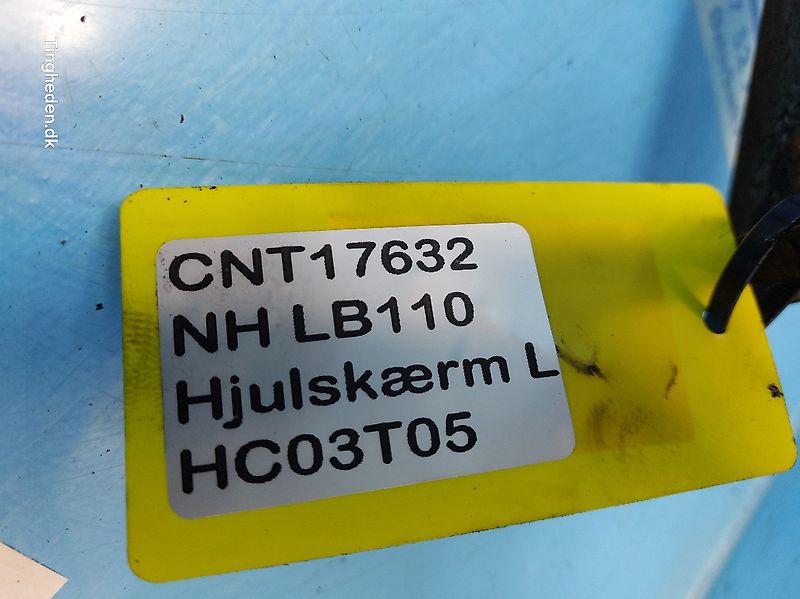 Tingheden.dk
CNT17632
NH LB110
Hjulskærm L
HC03T05